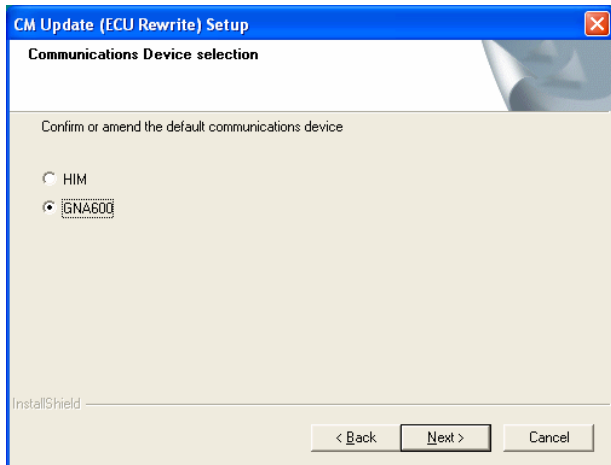 CM Update (ECU Rewrite) Setup
Communications Device selection
Confirm or amend the default communications device
HIM
GNA600
InstallShield
< Back Next > Cancel